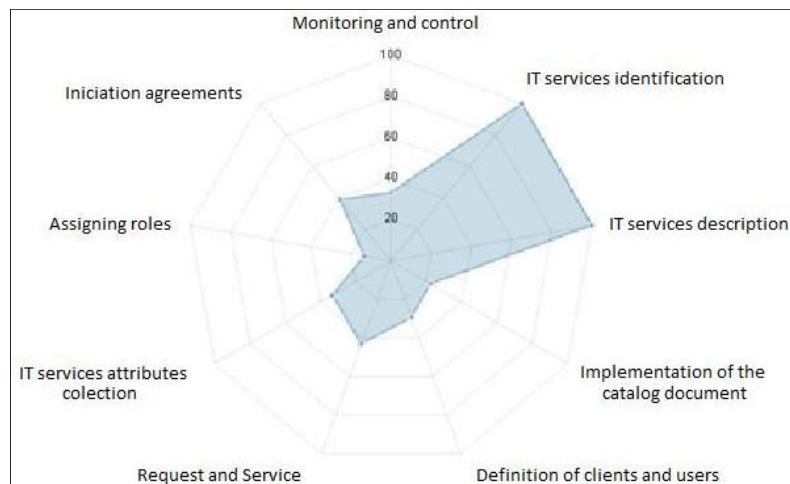 Monitoring and control
100
IT services identification
80
Iniciation agreements
60
40
Assigning roles
20
IT services description
IT services attributes
colection
Implementation of the
catalog document
Request and Service
Definition of clients and users